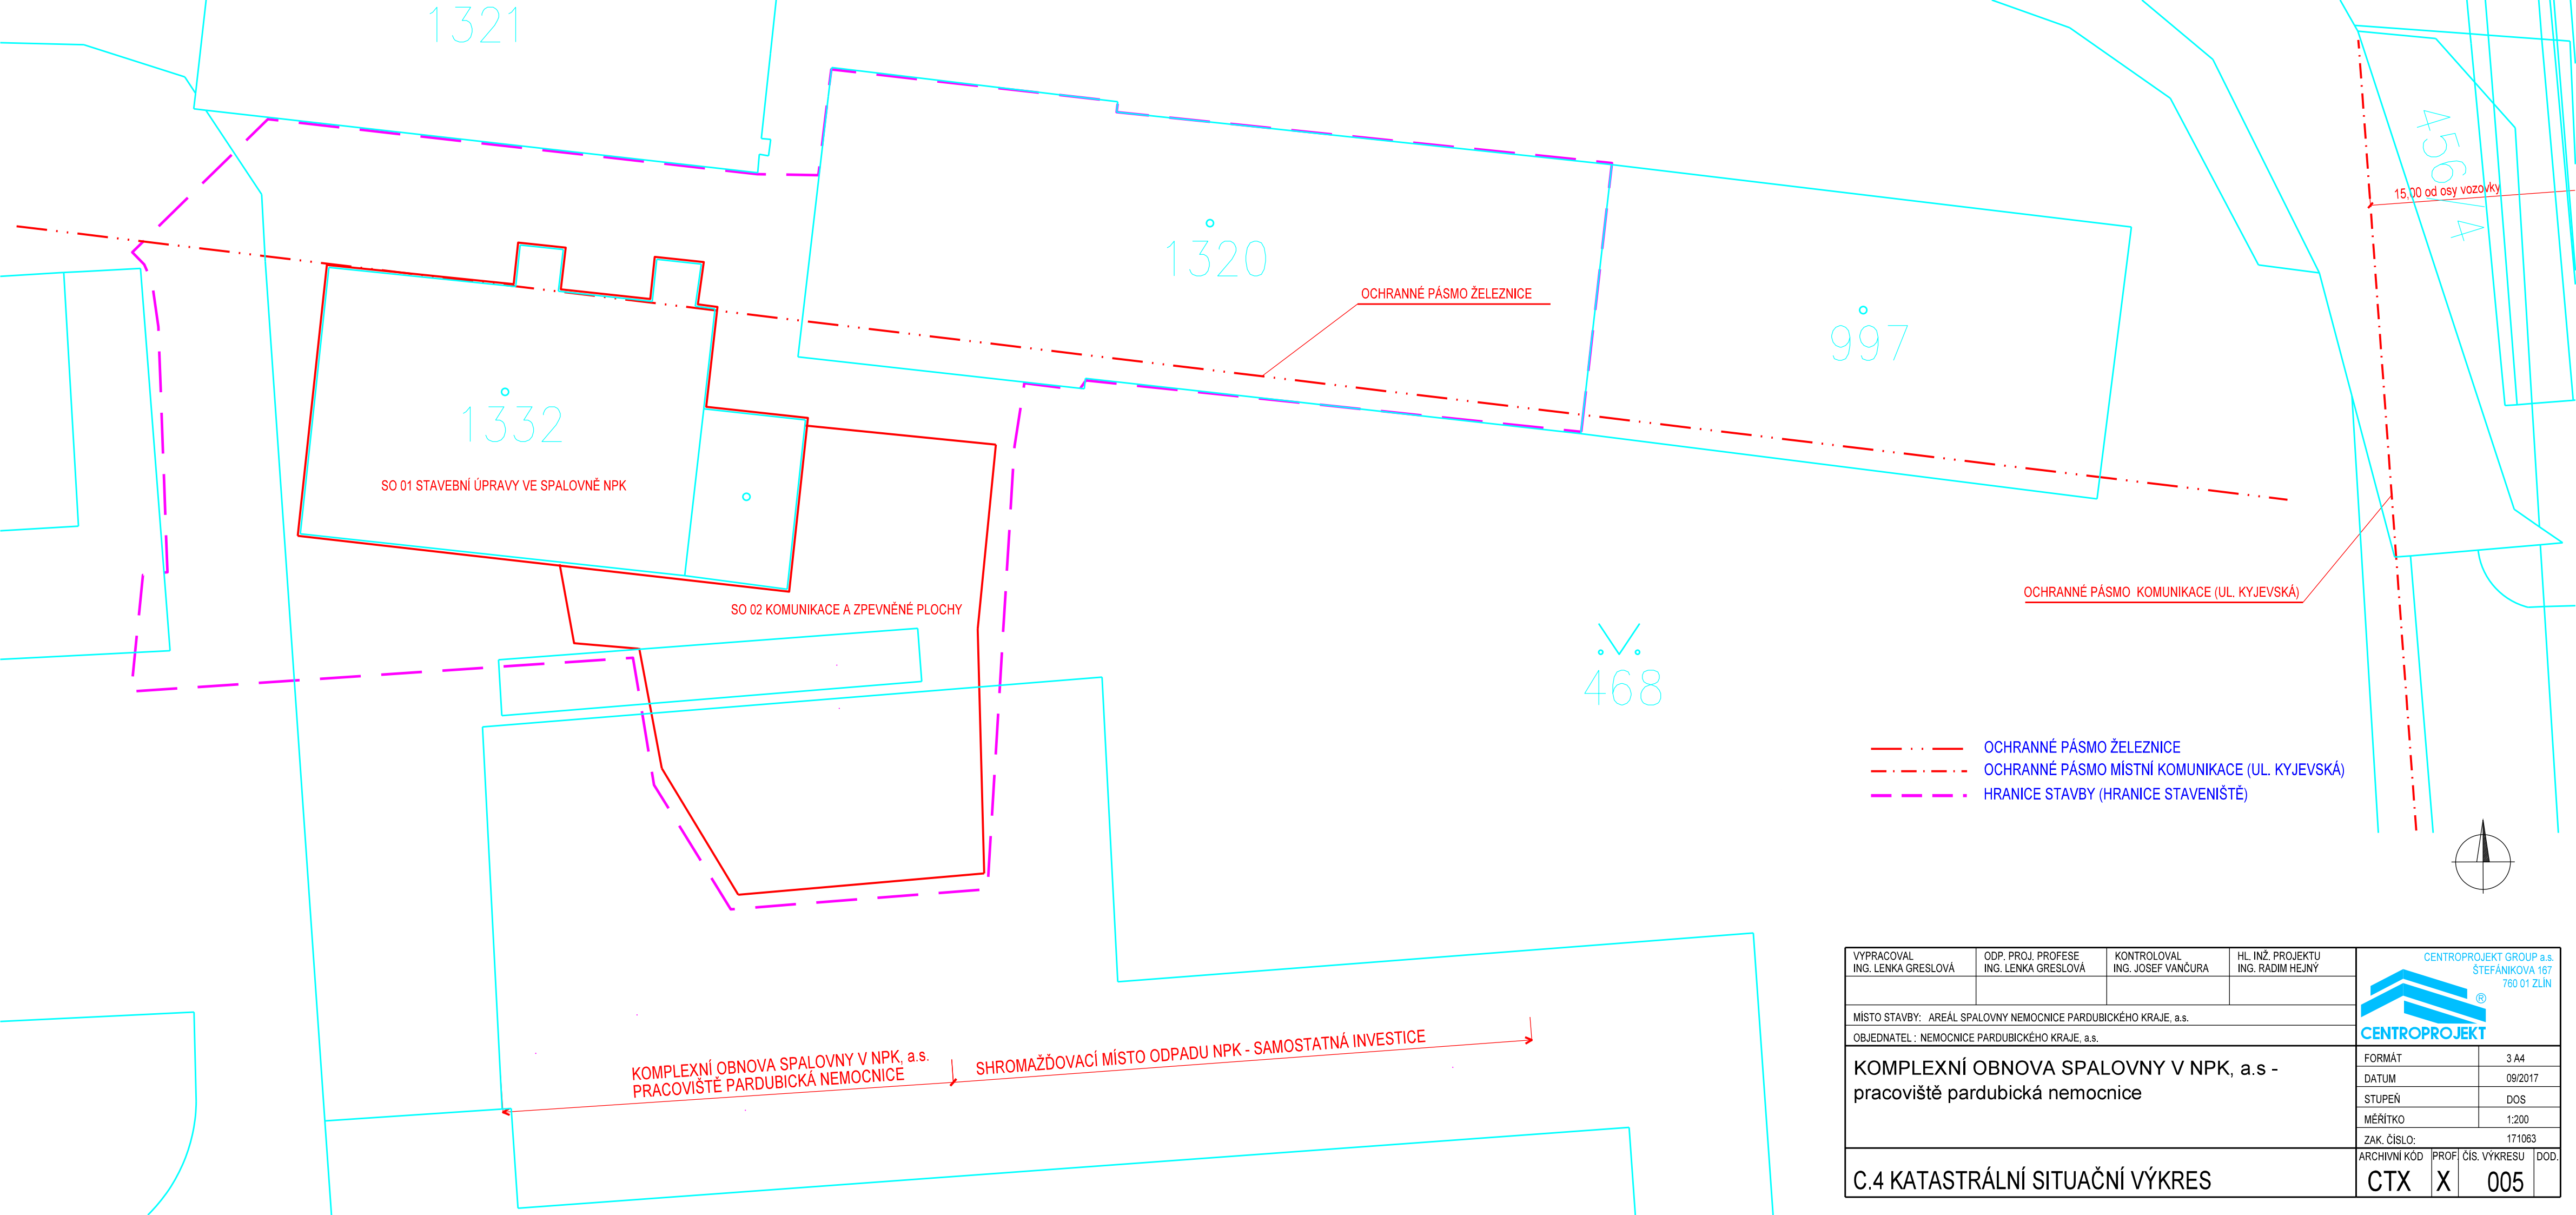 1321
456/4
15,00 od osy vozovky
1320
OCHRANNÉ PÁSMO ŽELEZNICE
997
1332
SO 01 STAVEBNÍ ÚPRAVY VE SPALOVNĚ NPK
SO 02 KOMUNIKACE A ZPEVNĚNÉ PLOCHY
OCHRANNÉ PÁSMO KOMUNIKACE (UL. KYJEVSKÁ)
468
OCHRANNÉ PÁSMO ŽELEZNICE
OCHRANNÉ PÁSMO MÍSTNÍ KOMUNIKACE (UL. KYJEVSKÁ)
HRANICE STAVBY (HRANICE STAVENIŠTĚ)
KOMPLEXNÍ OBNOVA SPALOVNY V NPK, a.s.
PRACOVIŠTĚ PARDUBICKÁ NEMOCNICE
SHROMAŽĎOVACÍ MÍSTO ODPADU NPK - SAMOSTATNÁ INVESTICE
VYPRACOVAL
ING. LENKA GRESLOVÁ
ODP. PROJ. PROFESE
ING. LENKA GRESLOVÁ
KONTROLOVAL
ING. JOSEF VANČURA
HL. INŽ. PROJEKTU
ING. RADIM HEJNÝ
CENTROPROJEKT GROUP a.s.
ŠTEFÁNIKOVA 167
760 01 ZLÍN
®
CENTROPROJEKT
MÍSTO STAVBY: AREÁL SPALOVNY NEMOCNICE PARDUBICKÉHO KRAJE, a.s.
OBJEDNATEL : NEMOCNICE PARDUBICKÉHO KRAJE, a.s.
KOMPLEXNÍ OBNOVA SPALOVNY V NPK, a.s -
pracoviště pardubická nemocnice
FORMÁT 3 A4
DATUM 09/2017
STUPEŇ DOS
MĚŘÍTKO 1:200
ZAK. ČÍSLO: 171063
C.4 KATASTRÁLNÍ SITUAČNÍ VÝKRES
ARCHIVNÍ KÓD PROF. ČÍS. VÝKRESU DOD.
CTX X 005